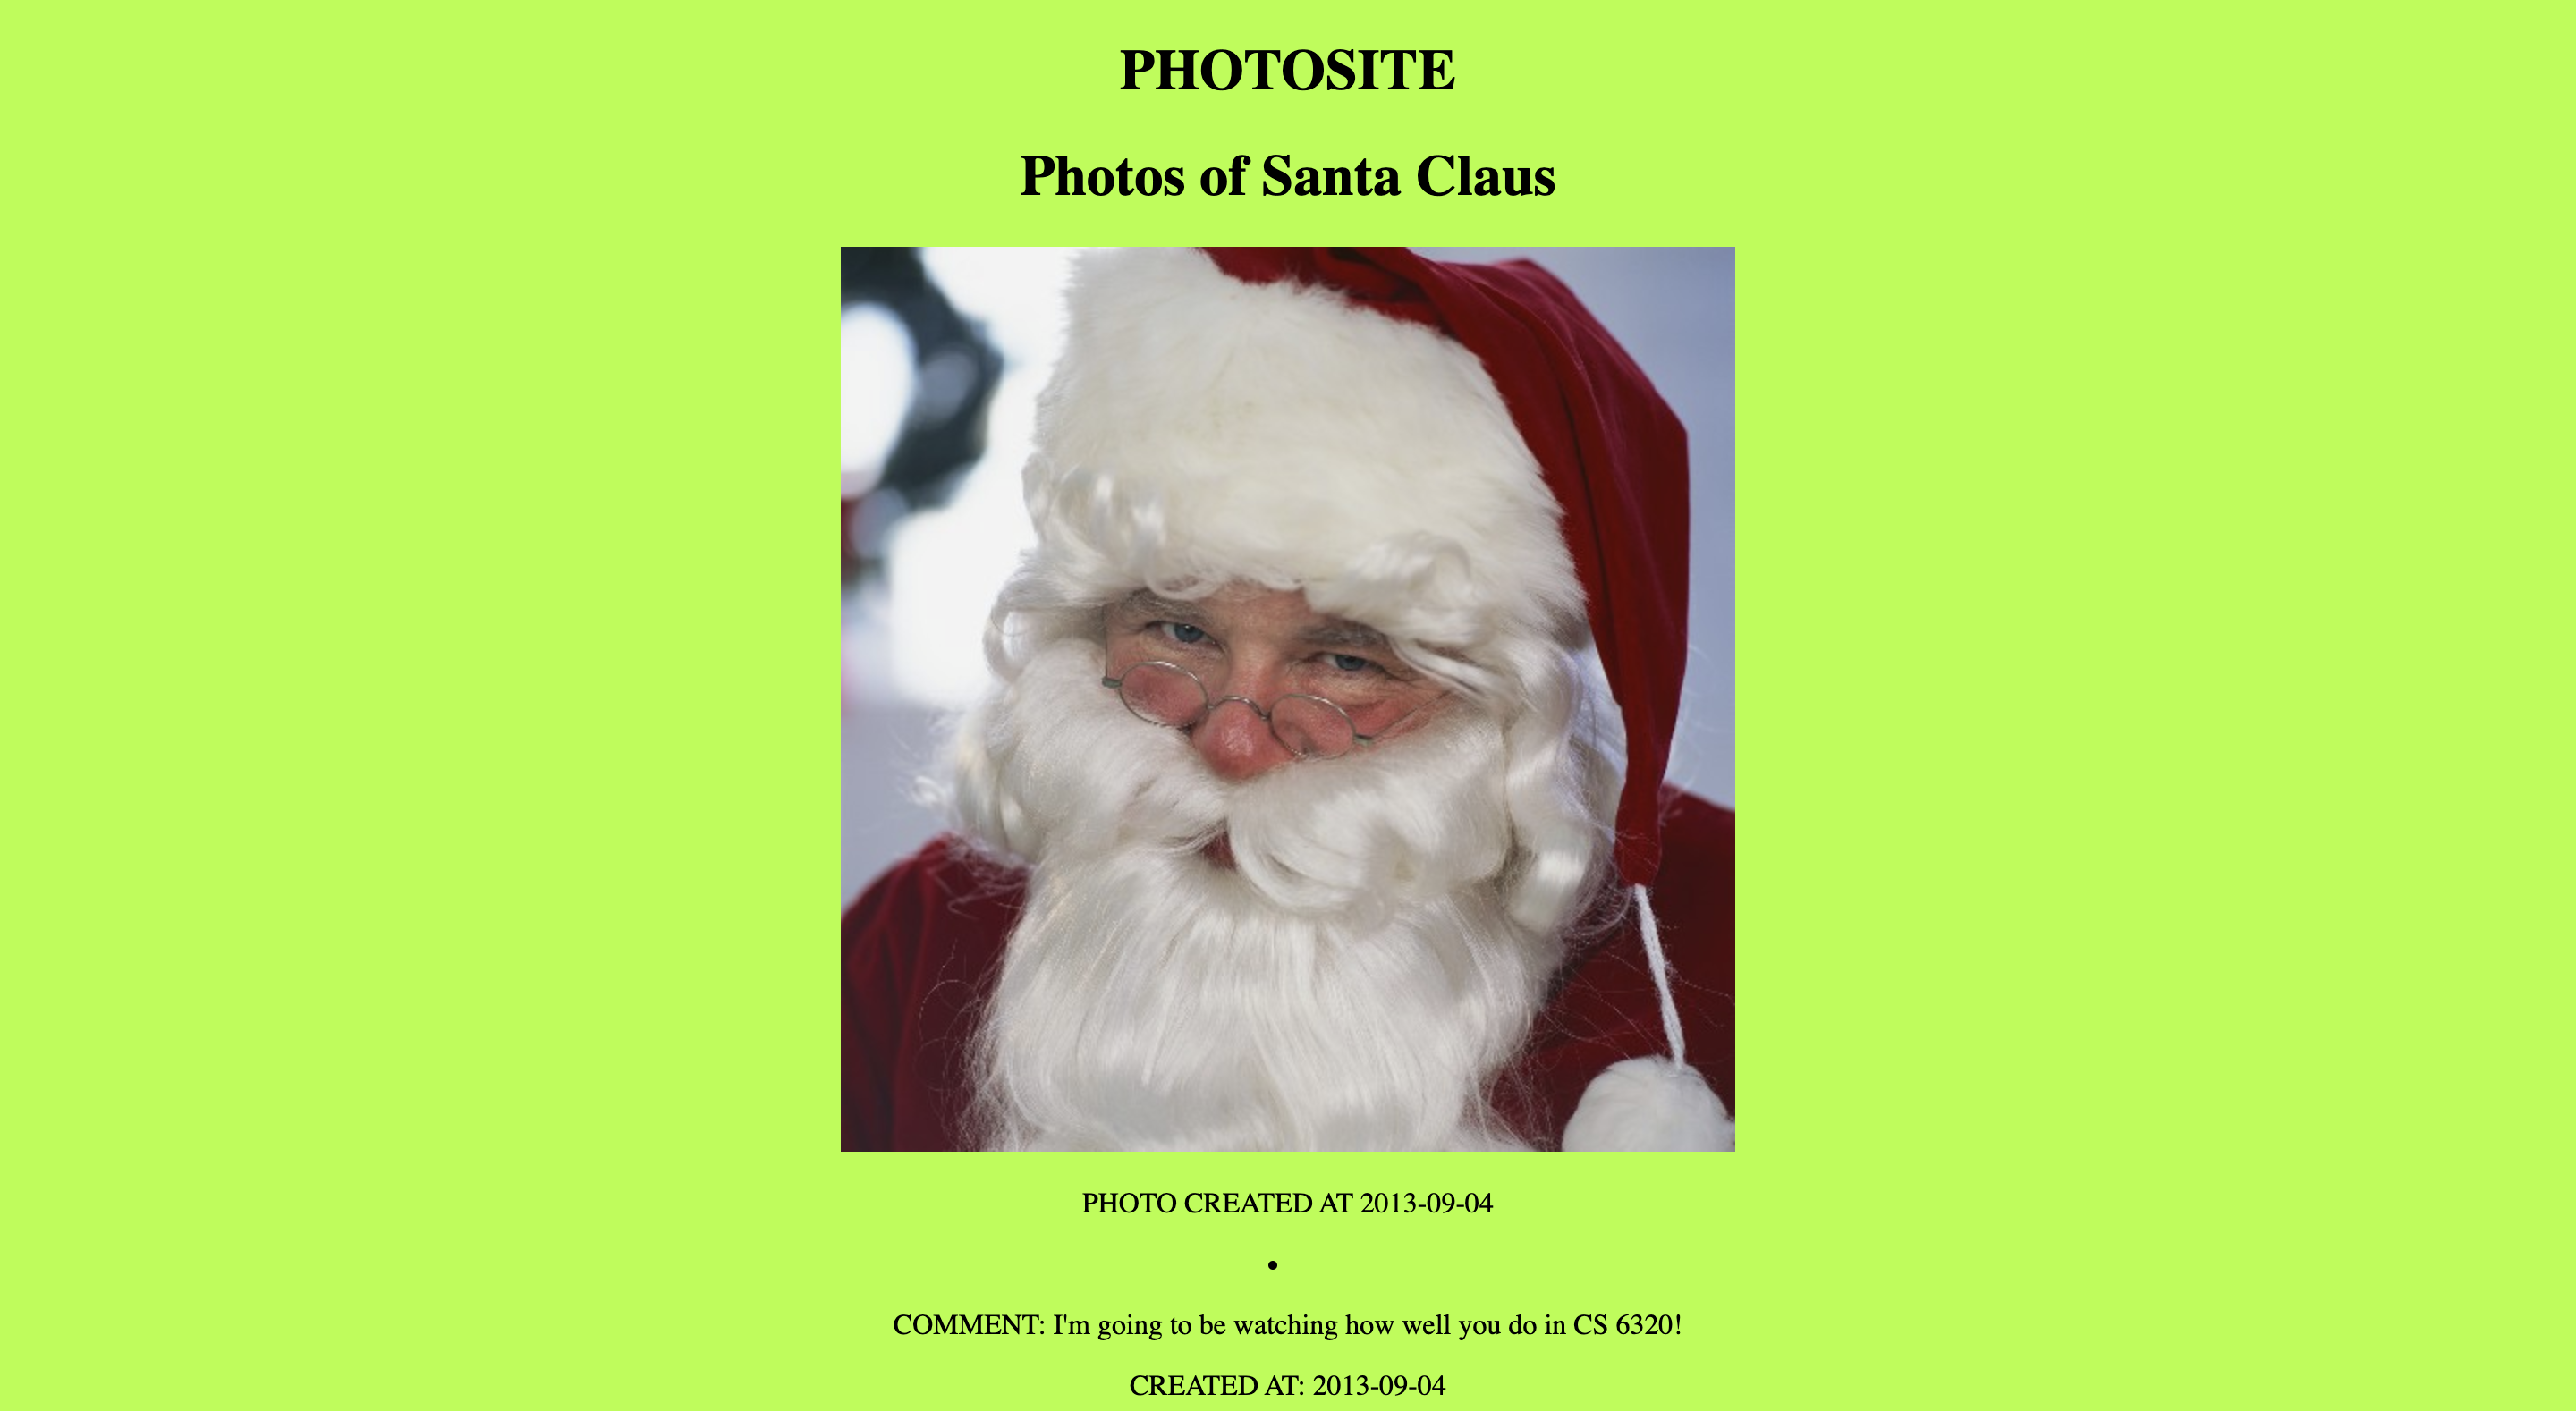 PHOTOSITE
Photos of Santa Claus
PHOTO CREATED AT 2013-09-04
•
COMMENT: I'm going to be watching how well you do in CS 6320!
CREATED AT: 2013-09-04